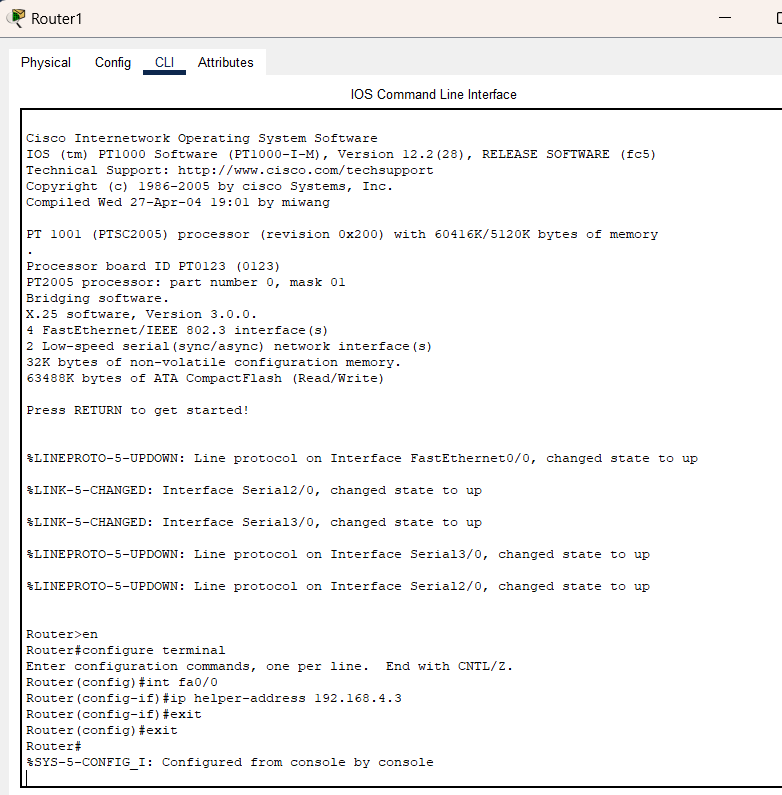 Router1
Physical Config CLI Attributes
IOS Command Line Interface
Cisco Internetwork Operating System Software
IOS (tm) PT1000 Software (PT1000-I-M), Version 12.2(28), RELEASE SOFTWARE (fc5)
Technical Support: http://www.cisco.com/techsupport
Copyright (c) 1986-2005 by cisco Systems, Inc.
Compiled Wed 27-Apr-04 19:01 by miwang
PT 1001 (PTSC2005) processor (revision 0x200) with 60416K/5120K bytes of memory
.
Processor board ID PT0123 (0123)
PT2005 processor: part number 0, mask 01
Bridging software.
X.25 software, Version 3.0.0.
4 FastEthernet/IEEE 802.3 interface(s)
2 Low-speed serial(sync/async) network interface(s)
32K bytes of non-volatile configuration memory.
63488K bytes of ATA CompactFlash (Read/Write)
Press RETURN to get started!
%LINEPROTO-5-UPDOWN: Line protocol on Interface FastEthernet0/0, changed state to up
%LINK-5-CHANGED: Interface Serial2/0, changed state to up
%LINK-5-CHANGED: Interface Serial3/0, changed state to up
%LINEPROTO-5-UPDOWN: Line protocol on Interface Serial3/0, changed state to up
%LINEPROTO-5-UPDOWN: Line protocol on Interface Serial2/0, changed state to up
Router>en
Router#configure terminal
Enter configuration commands, one per line.  End with CNTL/Z.
Router(config)#int fa0/0
Router(config-if)#ip helper-address 192.168.4.3
Router(config-if)#exit
Router(config)#exit
Router#
%SYS-5-CONFIG_I: Configured from console by console